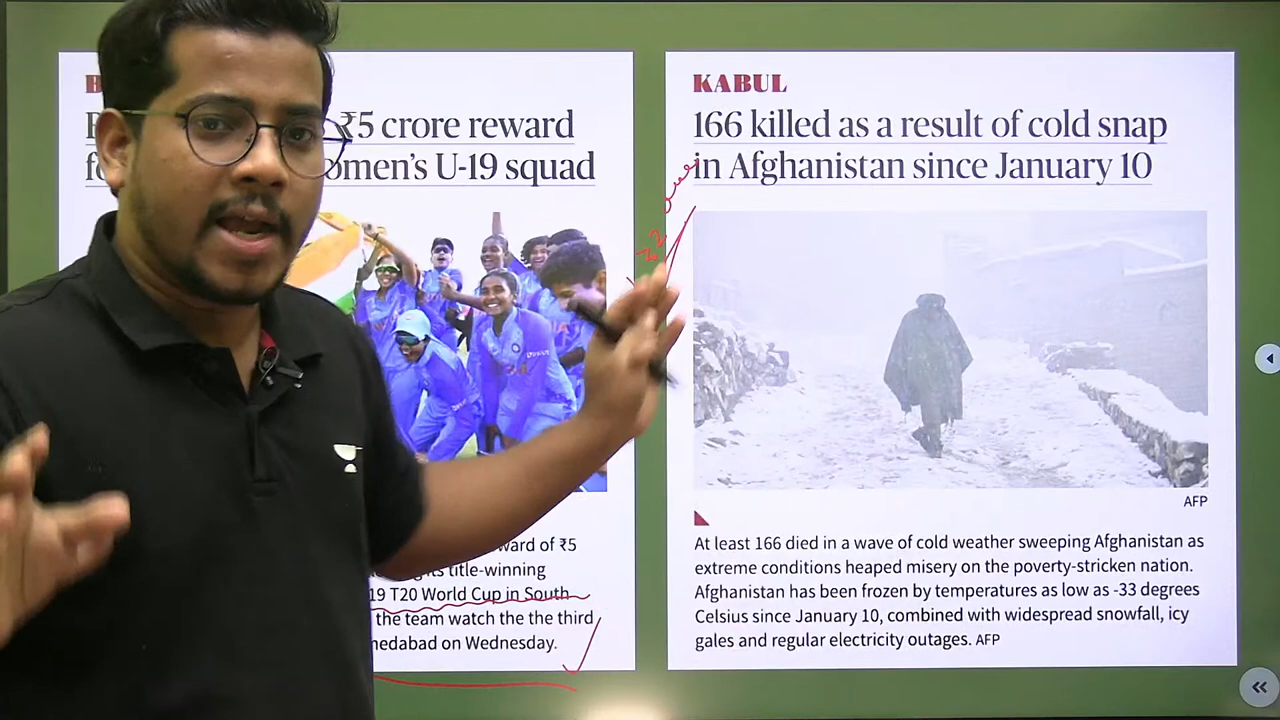 ₹5 crore reward
women's U-19 squad
ward of ₹5
title-winning
19 T20 World Cup in South
the team watch the the third
medabad on Wednesday.
KABUL
166 killed as a result of cold snap
in Afghanistan since January 10
AFP
At least 166 died in a wave of cold weather sweeping Afghanistan as
extreme conditions heaped misery on the poverty-stricken nation.
Afghanistan has been frozen by temperatures as low as -33 degrees
Celsius since January 10, combined with widespread snowfall, icy
gales and regular electricity outages. AFP